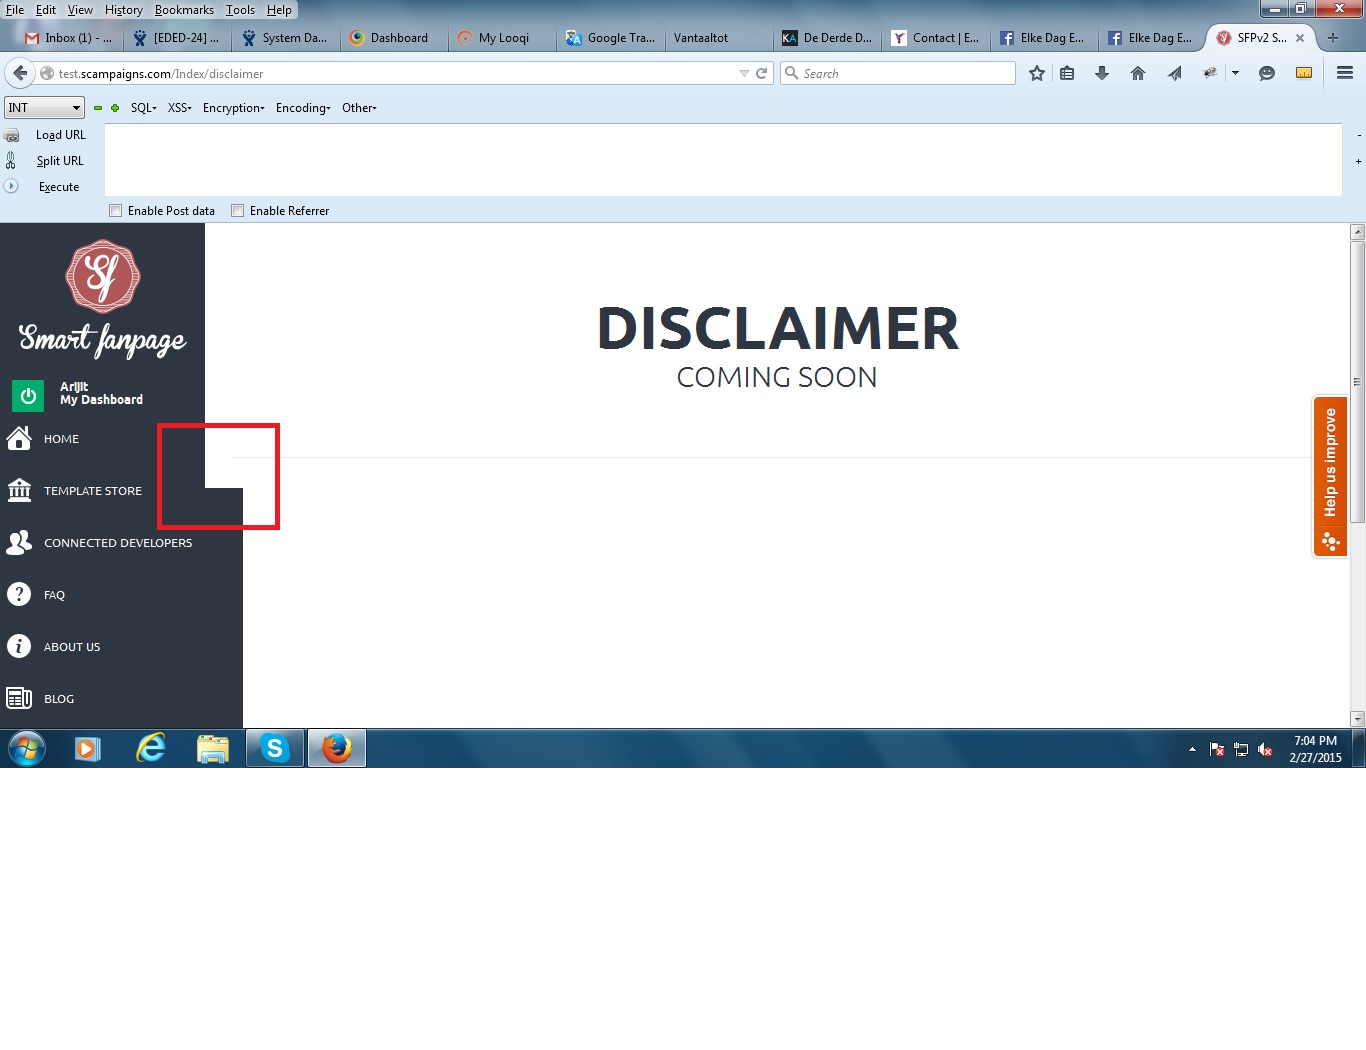 File Edit View History Bookmarks Tools Help
Inbox (1) - ... [EDED-24] ... System Da... Dashboard My Looqi Google Tra... Vantaaltot De Derde D... Contact | E... Elke Dag E... Elke Dag E... SFPv2 S...
test.scampaigns.com/Index/disclaimer Search
INT SQL XSS Encryption Encoding Other
Load URL
Split URL
Execute
Enable Post data Enable Referrer
Sf
Smart fanpage
Arijit
My Dashboard
HOME
TEMPLATE STORE
CONNECTED DEVELOPERS
FAQ
ABOUT US
BLOG
DISCLAIMER
COMING SOON
Help us improve
7:04 PM
2/27/2015